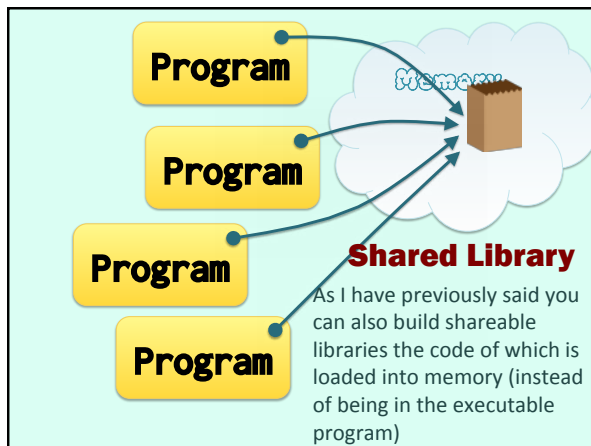 Program
Memory
Program
Program
Program
Shared Library
As I have previously said you
can also build shareable
libraries the code of which is
loaded into memory (instead
of being in the executable
program)